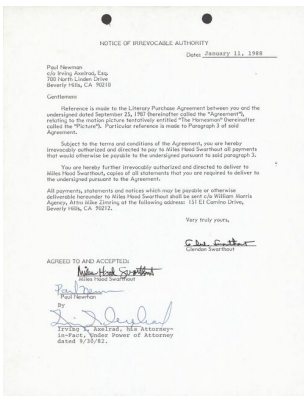 NOTICE OF IRREVOCABLE AUTHORITY
Date: January 11, 1988
Paul Newman
c/o Irving Axelrad, Esq.
700 North Linden Drive
Beverly Hills, CA 90210
Gentlemen:
Reference is made to the Literary Purchase Agreement between you and the
undersigned dated September 25, 1987 (hereinafter called the "Agreement"),
relating to the motion picture tentatively entitled "The Homesman" (hereinafter
called the "Picture"). Particular reference is made to Paragraph 3 of said
Agreement.
Subject to the terms and conditions of the Agreement, you are hereby
irrevocably authorized and directed to pay to Miles Hood Swarthout all payments
that would otherwise be payable to the undersigned pursuant to said paragraph 3.
You are hereby further irrevocably authorized and directed to deliver to
Miles Hood Swarthout, copies of all statements that you are required to deliver to
the undersigned pursuant to the Agreement.
All payments, statements and notices which may be payable or otherwise
deliverable hereunder to Miles Hood Swarthout shall be sent c/o William Morris
Agency, Attn: Mike Zimring at the following address: 151 El Camino Drive,
Beverly Hills, CA 90212.
Very truly yours,
Glendon Swarthout
Glendon Swarthout
AGREED TO AND ACCEPTED:
Miles Hood Swarthout
Miles Hood Swarthout
Paul Newman
Paul Newman
By
Irving I. Axelrad, his Attorney-
in-Fact, Under Power of Attorney
dated 9/30/82.